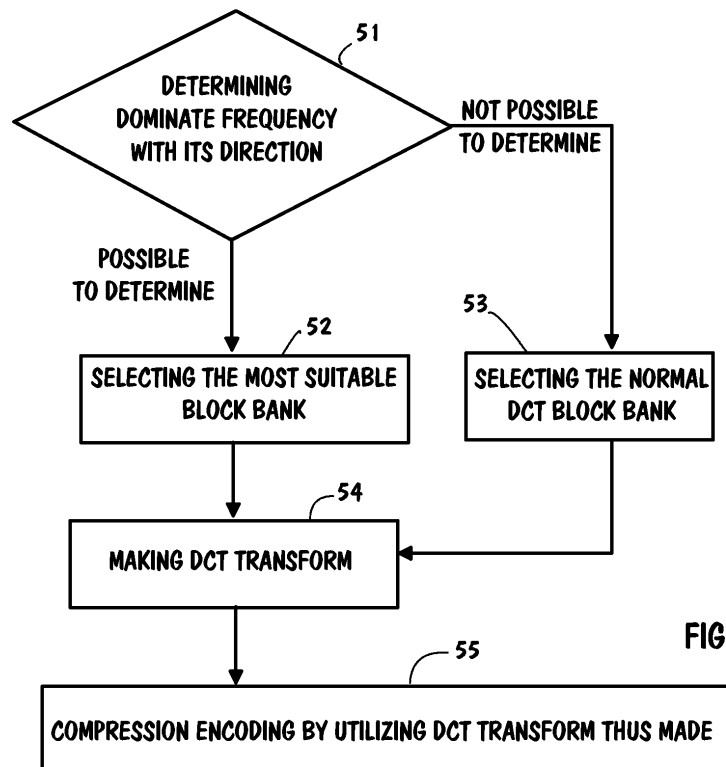 51
DETERMINING
DOMINATE FREQUENCY
WITH ITS DIRECTION
NOT POSSIBLE
TO DETERMINE
POSSIBLE
TO DETERMINE
52
53
SELECTING THE MOST SUITABLE
BLOCK BANK
SELECTING THE NORMAL
DCT BLOCK BANK
54
MAKING DCT TRANSFORM
FIG
55
COMPRESSION ENCODING BY UTILIZING DCT TRANSFORM THUS MADE